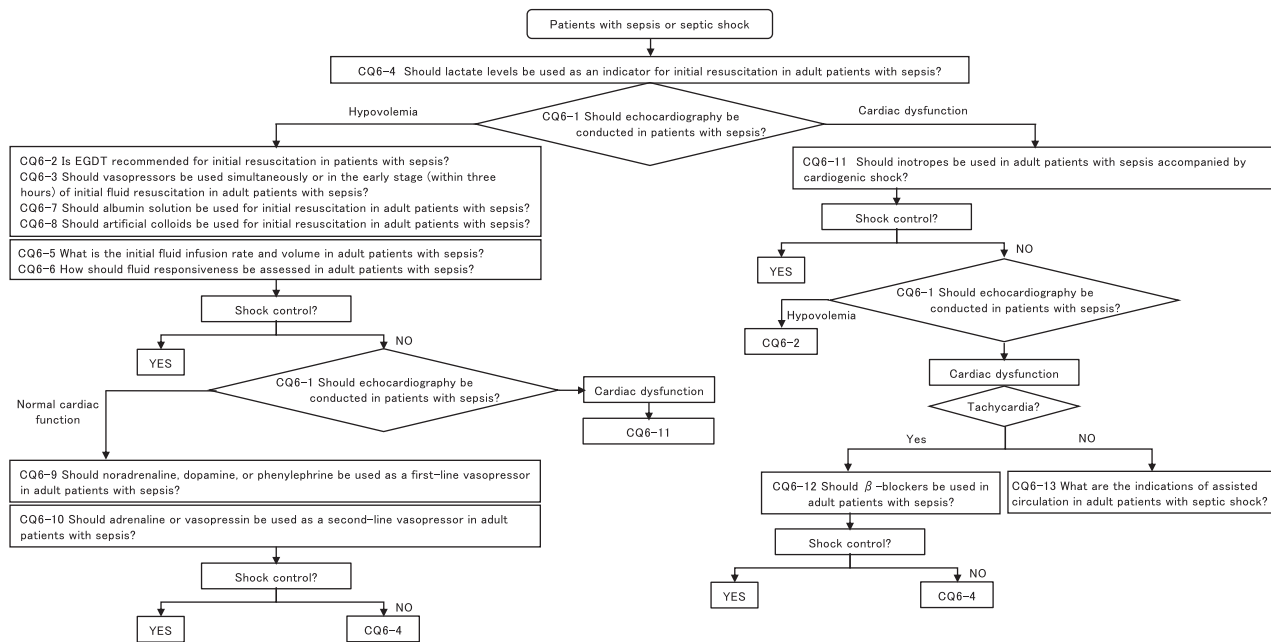 Patients with sepsis or septic shock
CQ6-4 Should lactate levels be used as an indicator for initial resuscitation in adult patients with sepsis?
Hypovolemia
CQ6-1 Should echocardiography be
conducted in patients with sepsis?
Cardiac dysfunction
CQ6-2 Is EGDT recommended for initial resuscitation in patients with sepsis?
CQ6-3 Should vasopressors be used simultaneously or in the early stage (within three
hours) of initial fluid resuscitation in adult patients with
sepsis?
CQ6-7 Should albumin solution be used for initial resuscitation in adult patients with sepsis?
CQ6-8 Should artificial colloids be used for initial resuscitation in adult patients with sepsis?
CQ6-5 What is the initial fluid infusion rate and volume in adult patients with sepsis?
CQ6-6 How should fluid responsiveness be assessed in adult patients with sepsis?
Shock control?
YES
NO
CQ6-1 Should echocardiography be
conducted in patients with sepsis?
Normal cardiac
function
Cardiac dysfunction
CQ6-11
CQ6-9 Should noradrenaline, dopamine, or phenylephrine be used as a first-line vasopressor
in adult patients with sepsis?
CQ6-10 Should adrenaline or vasopressin be used as a second-line vasopressor in adult
patients with sepsis?
Shock control?
YES
NO
CQ6-4
CQ6-11 Should inotropes be used in adult patients with sepsis accompanied by
cardiogenic shock?
Shock control?
YES
NO
CQ6-1 Should echocardiography be
conducted in patients with sepsis?
Hypovolemia
CQ6-2
Cardiac dysfunction
Tachycardia?
Yes
NO
CQ6-12 Should β-blockers be used in
adult patients with sepsis?
CQ6-13 What are the indications of assisted
circulation in adult patients with septic shock?
Shock control?
YES
NO
CQ6-4